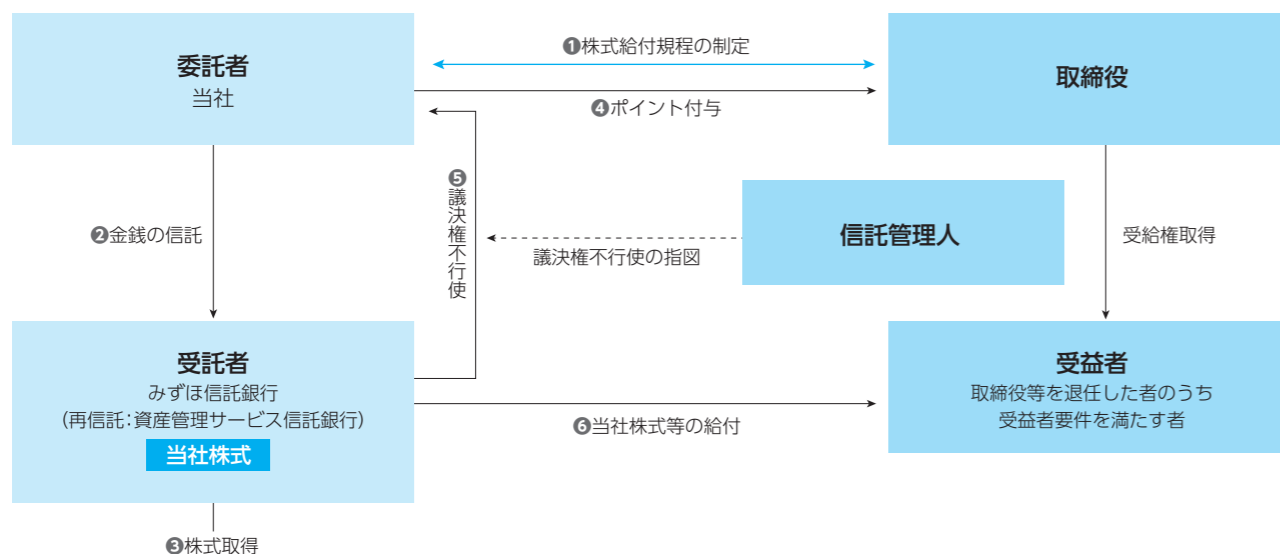 委託者
当社
❶株式給付規程の制定
❹ポイント付与
取締役
❷金銭の信託
❺議決権不行使
議決権不行使の指図
信託管理人
受給権取得
受託者
みずほ信託銀行
（再信託：資産管理サービス信託銀行）
当社株式
❻当社株式等の給付
受益者
取締役等を退任した者のうち
受益者要件を満たす者
❸株式取得